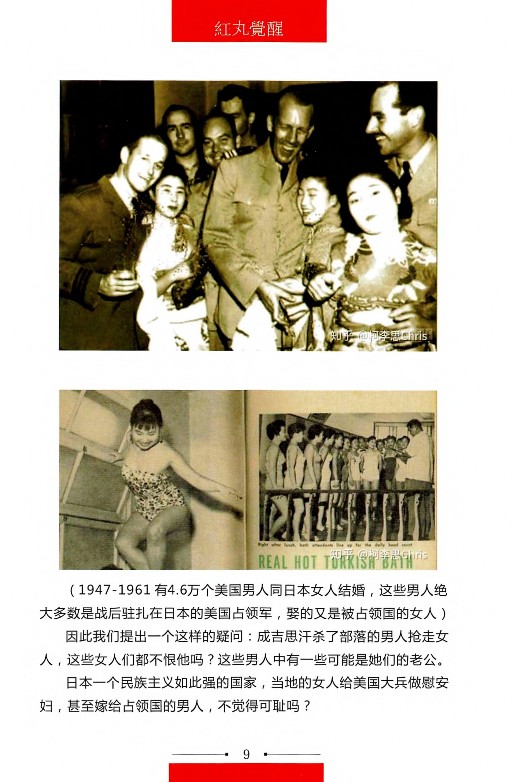 紅丸覺醒
知乎 @柯李思Chris
Right after lunch, bath attendants line up for the daily head count
知乎 @柯李思Chris
REAL HOT TORKISH BATH
（1947-1961 有4.6万个美国男人同日本女人结婚，这些男人绝
大多数是战后驻扎在日本的美国占领军，娶的又是被占领国的女人）
因此我们提出一个这样的疑问：成吉思汗杀了部落的男人抢走女
人，这些女人们都不恨他吗？这些男人中有一些可能是她们的老公。
日本一个民族主义如此强的国家，当地的女人给美国大兵做慰安
妇，甚至嫁给占领国的男人，不觉得可耻吗？
9